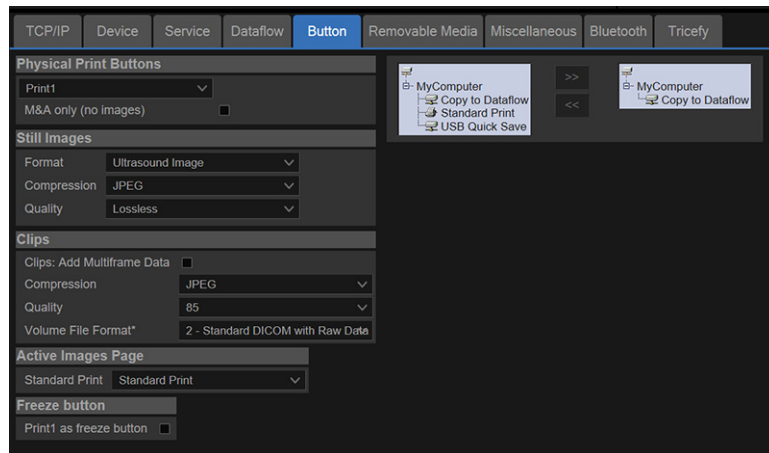 TCP/IP Device Service Dataflow Button Removable Media Miscellaneous Bluetooth Tricefy
Physical Print Buttons
Print1
M&A only (no images)
Still Images
Format Ultrasound Image
Compression JPEG
Quality Lossless
Clips
Clips: Add Multiframe Data
Compression JPEG
Quality 85
Volume File Format* 2 - Standard DICOM with Raw Data
Active Images Page
Standard Print Standard Print
Freeze button
Print1 as freeze button
MyComputer
Copy to Dataflow
Standard Print
USB Quick Save
>>
<<
MyComputer
Copy to Dataflow